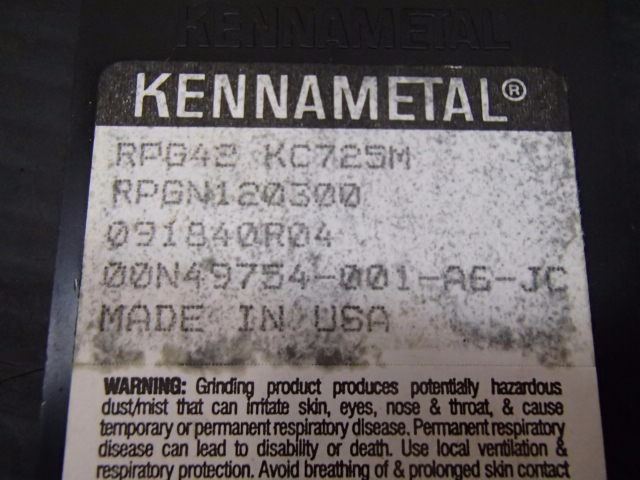 KENNAMETAL
KENNAMETAL®
RPG42 KC725M
RPGN120300
091840R04
00N49754-001-A6-JC
MADE IN USA
WARNING: Grinding product produces potentially hazardous
dust/mist that can irritate skin, eyes, nose & throat, & cause
temporary or permanent respiratory disease. Permanent respiratory
disease can lead to disability or death. Use local ventilation &
respiratory protection. Avoid breathing of & prolonged skin contact